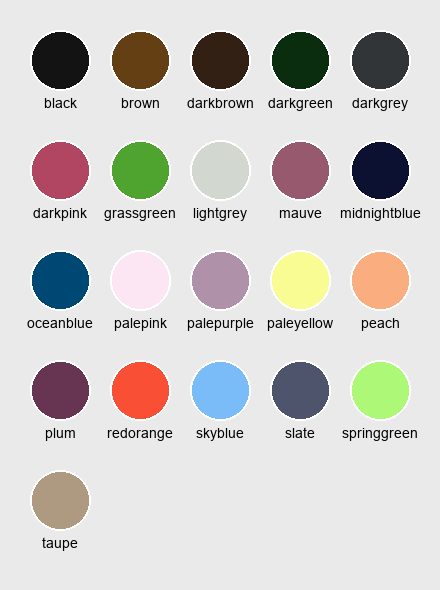 black brown darkbrown darkgreen darkgrey
darkpink grassgreen lightgrey mauve midnightblue
oceanblue palepink palepurple paleyellow peach
plum redorange skyblue slate springgreen
taupe